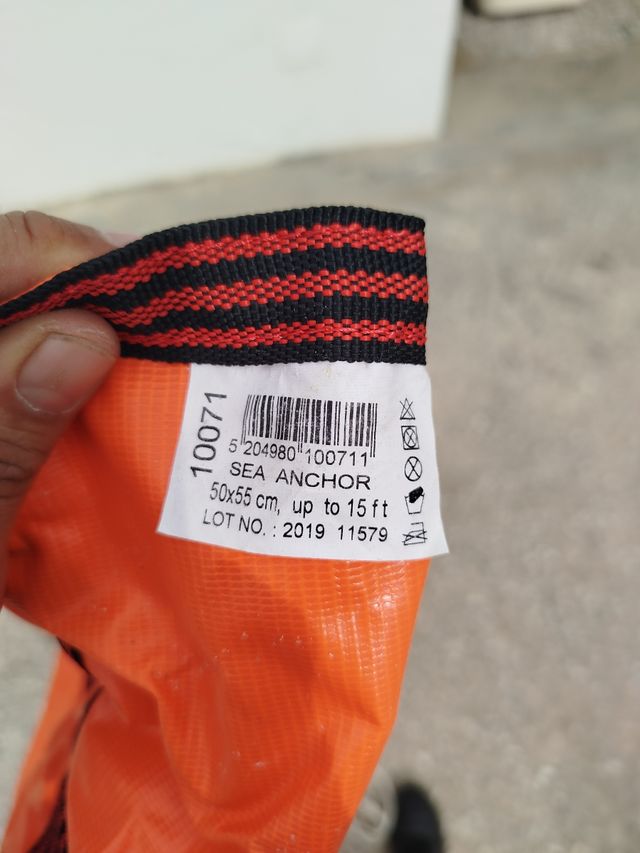 10071
5 204980 100711
SEA ANCHOR
50x55 cm, up to 15 ft
LOT NO. : 2019 11579